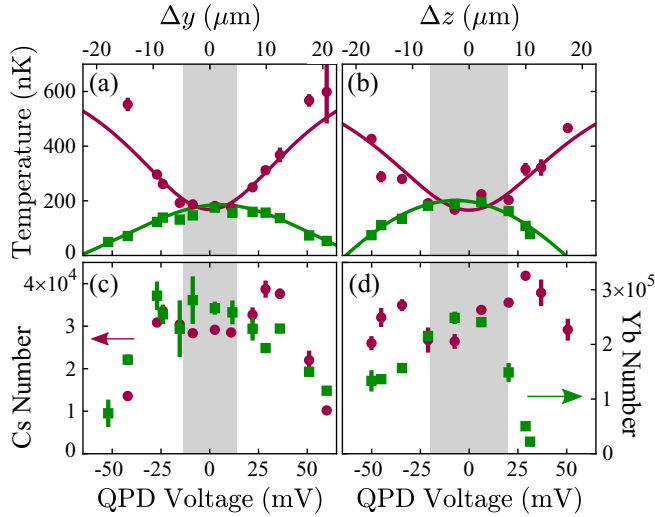 Δy (μm)
Δz (μm)
-20 -10 0 10 20
-20 -10 0 10 20
(a)
(b)
Temperature (nK)
600
400
200
0
(c)
(d)
Cs Number
4×10⁴
3
2
1
0
3×10⁵
2
1
0
Yb Number
-50 -25 0 25 50
-50 -25 0 25 50
QPD Voltage (mV)
QPD Voltage (mV)